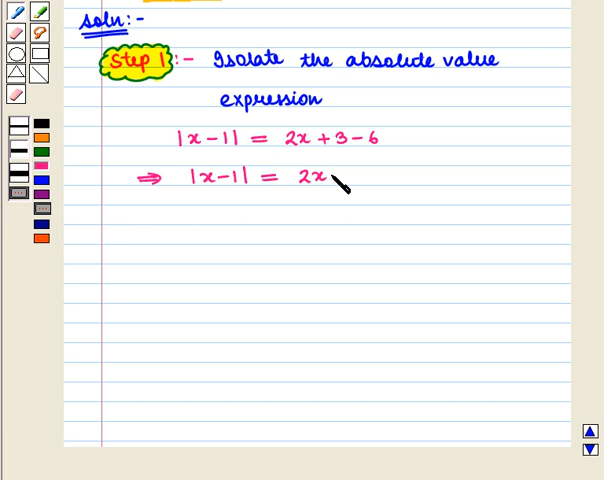 Soln:-
Step 1:- Isolate the absolute value
expression
|x-1| = 2x+3-6
⇒ |x-1| = 2x